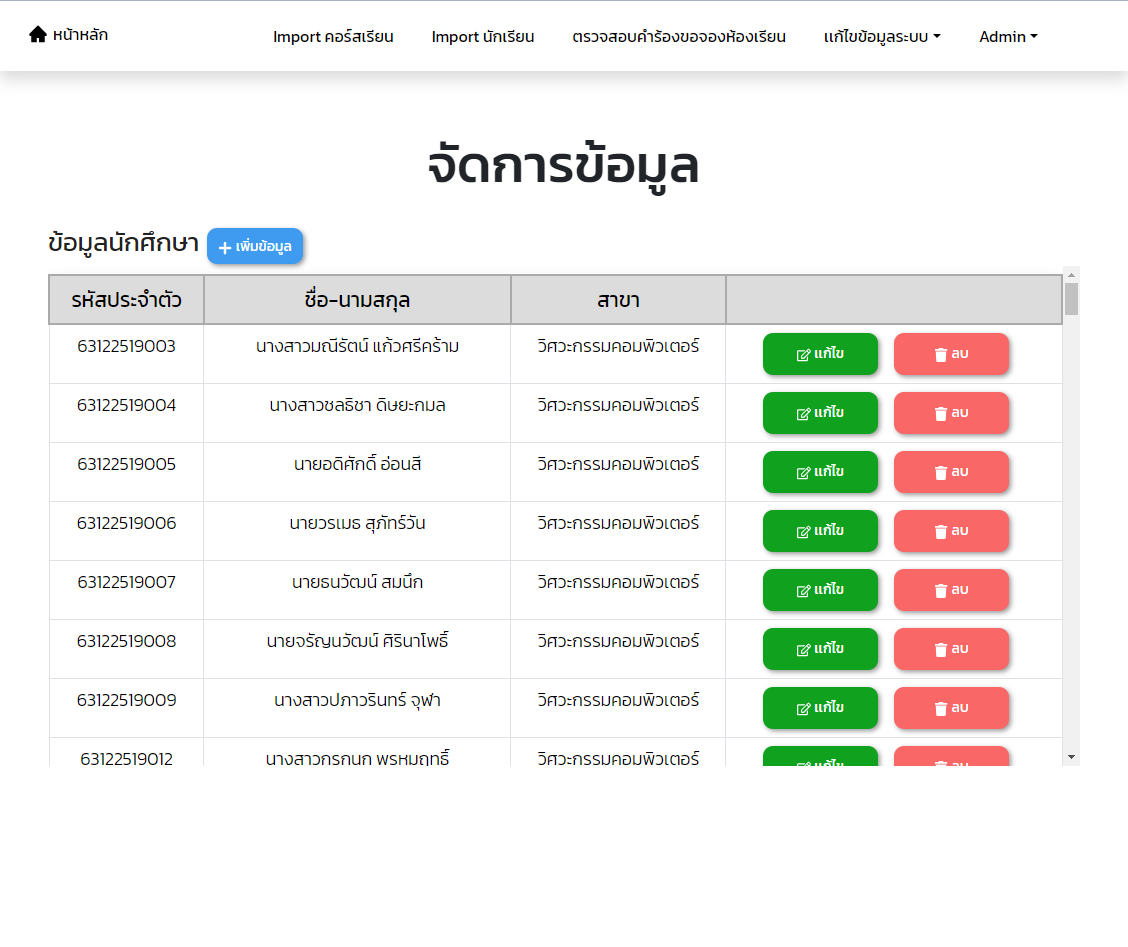 หน้าหลัก Import คอร์สเรียน Import นักเรียน ตรวจสอบคำร้องขอจองห้องเรียน แก้ไขข้อมูลระบบ Admin
จัดการข้อมูล
ข้อมูลนักศึกษา เพิ่มข้อมูล
รหัสประจำตัว ชื่อ-นามสกุล สาขา
63122519003 นางสาวมณีรัตน์ แก้วศรีคร้าม วิศวะกรรมคอมพิวเตอร์ แก้ไข ลบ
63122519004 นางสาวชลธิชา ดิษยะกมล วิศวะกรรมคอมพิวเตอร์ แก้ไข ลบ
63122519005 นายอดิศักดิ์ อ่อนสี วิศวะกรรมคอมพิวเตอร์ แก้ไข ลบ
63122519006 นายวรเมธ สุภัทร์วัน วิศวะกรรมคอมพิวเตอร์ แก้ไข ลบ
63122519007 นายธนวัฒน์ สมนึก วิศวะกรรมคอมพิวเตอร์ แก้ไข ลบ
63122519008 นายจรัญนวัฒน์ ศิรินาโพธิ์ วิศวะกรรมคอมพิวเตอร์ แก้ไข ลบ
63122519009 นางสาวปภาวรินทร์ จุฬา วิศวะกรรมคอมพิวเตอร์ แก้ไข ลบ
63122519012 นางสาวกรกนก พรหมฤทธิ์ วิศวะกรรมคอมพิวเตอร์ แก้ไข ลบ